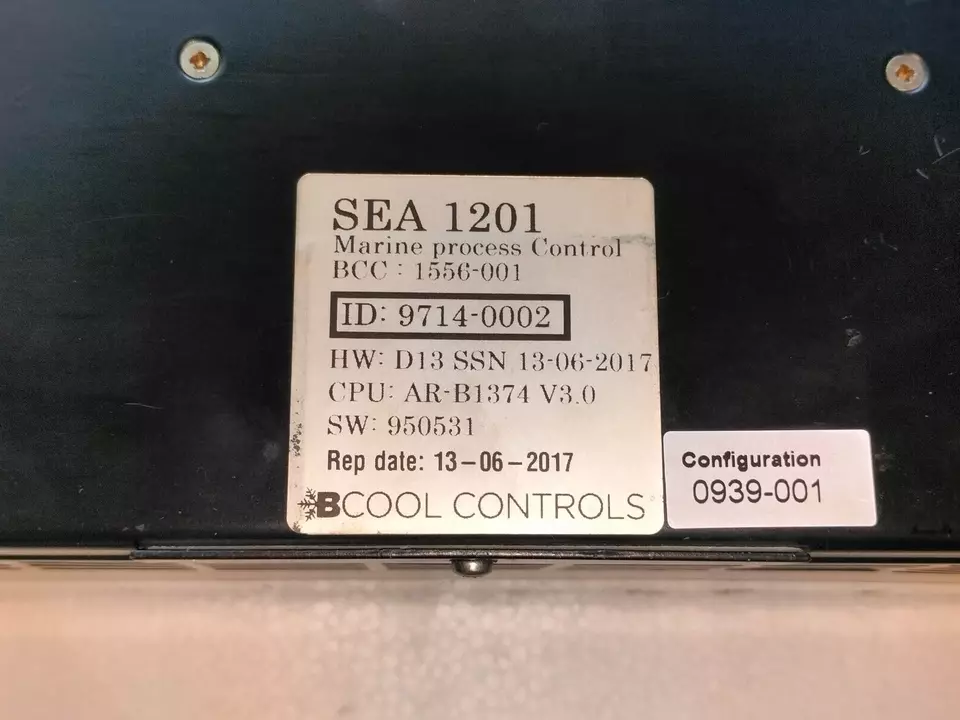 SEA 1201
Marine process Control
BCC : 1556-001
ID: 9714-0002
HW: D13 SSN 13-06-2017
CPU: AR-B1374 V3.0
SW: 950531
Rep date: 13-06-2017
BCOOL CONTROLS
Configuration
0939-001